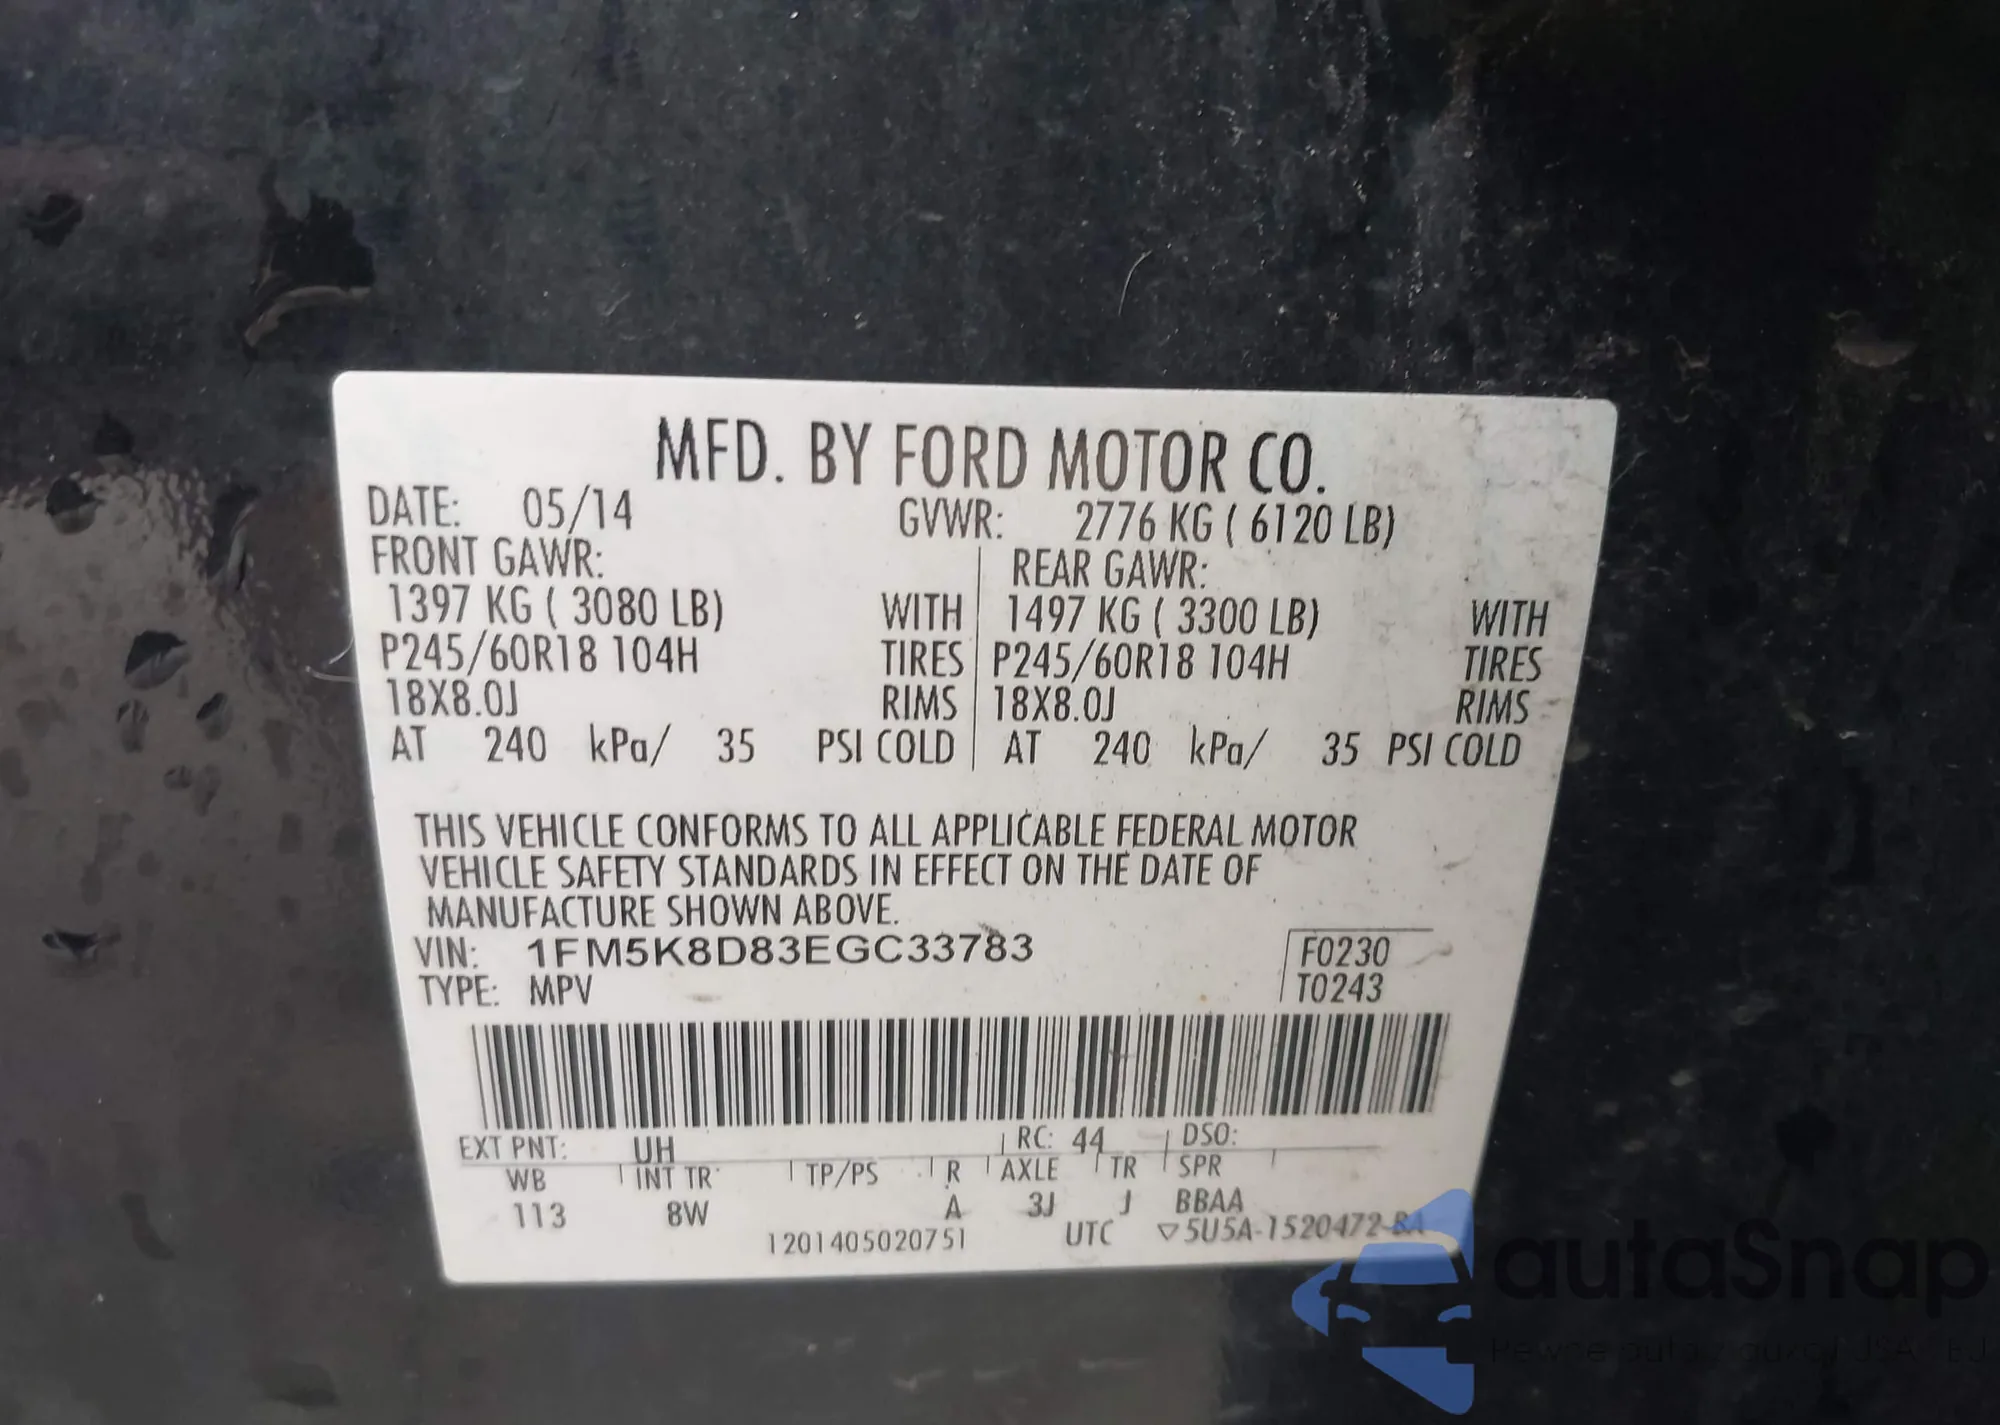 MFD. BY FORD MOTOR CO.
DATE: 05/14 GVWR: 2776 KG ( 6120 LB)
FRONT GAWR: REAR GAWR:
1397 KG ( 3080 LB) WITH 1497 KG ( 3300 LB) WITH
P245/60R18 104H TIRES P245/60R18 104H TIRES
18X8.0J RIMS 18X8.0J RIMS
AT 240 kPa/ 35 PSI COLD AT 240 kPa/ 35 PSI COLD
THIS VEHICLE CONFORMS TO ALL APPLICABLE FEDERAL MOTOR
VEHICLE SAFETY STANDARDS IN EFFECT ON THE DATE OF
MANUFACTURE SHOWN ABOVE.
VIN: 1FM5K8D83EGC33783 F0230
TYPE: MPV T0243
EXT PNT: UH RC: 44 DSO:
WB INT TR TP/PS R AXLE TR SPR
113 8W A 3J J BBAA
1201405020751 UTC ▽5U5A-1520472-BA
autaSnap